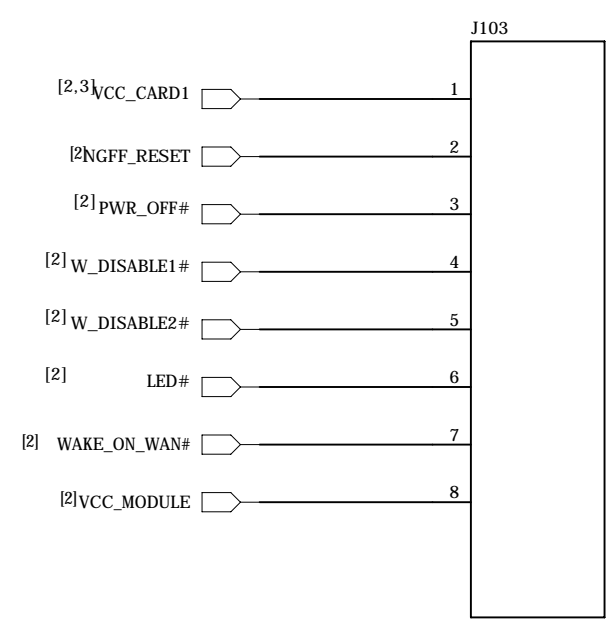 J103
[2,3]VCC_CARD1 1
[2]NGFF_RESET 2
[2] PWR_OFF# 3
[2] W_DISABLE1# 4
[2] W_DISABLE2# 5
[2] LED# 6
[2] WAKE_ON_WAN# 7
[2]VCC_MODULE 8